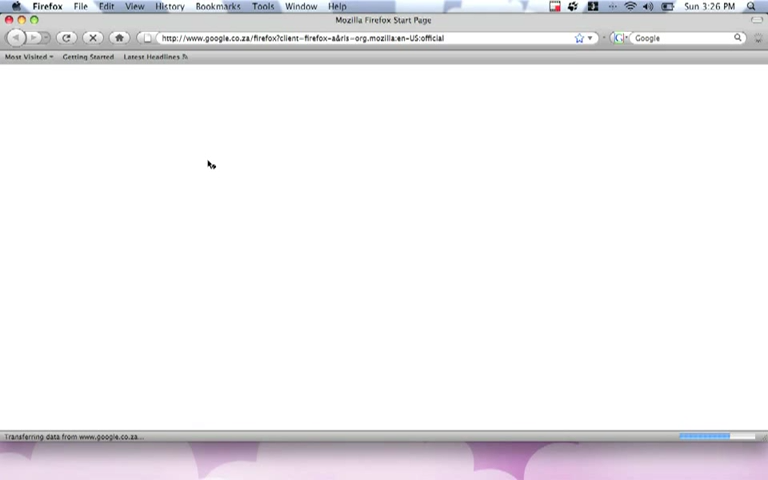 Firefox File Edit View History Bookmarks Tools Window Help Sun 3:26 PM
Mozilla Firefox Start Page
http://www.google.co.za/firefox?client=firefox-a&rls=org.mozilla:en-US:official Google
Most Visited Getting Started Latest Headlines
Transferring data from www.google.co.za...